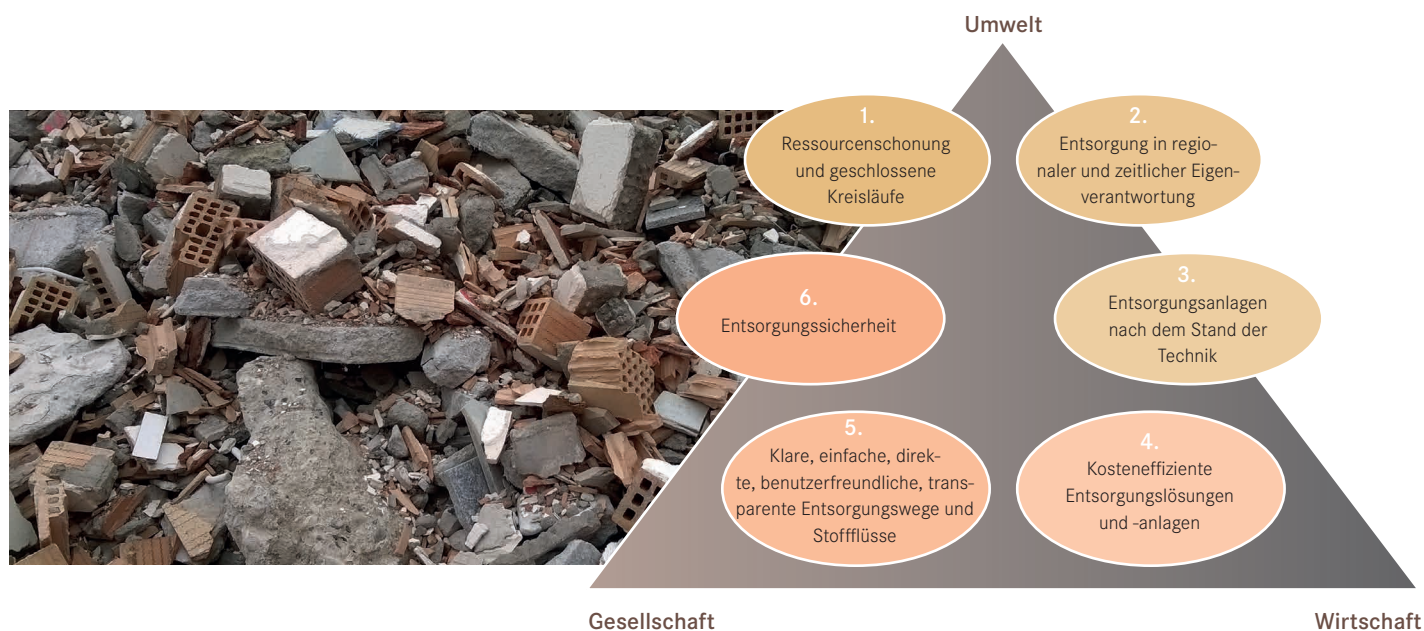 Umwelt
1.
Ressourcenschonung
und geschlossene
Kreisläufe
2.
Entsorgung in regio-
naler und zeitlicher Eigen-
verantwortung
6.
Entsorgungssicherheit
3.
Entsorgungsanlagen
nach dem Stand der
Technik
5.
Klare, einfache, direk-
te, benutzerfreundliche, trans-
parente Entsorgungswege und
Stoffflüsse
4.
Kosteneffiziente
Entsorgungslösungen
und -anlagen
Gesellschaft
Wirtschaft